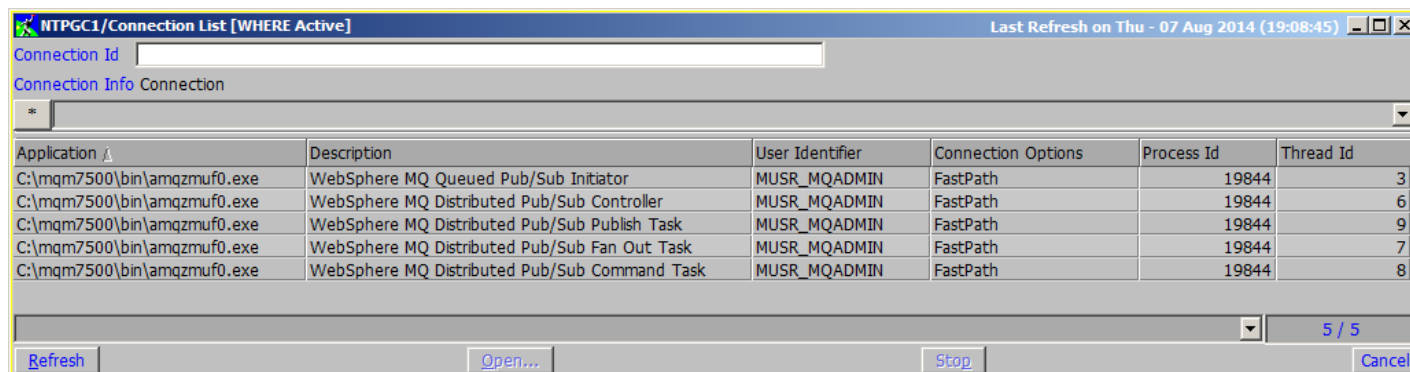 NTPGC1/Connection List [WHERE Active] Last Refresh on Thu - 07 Aug 2014 (19:08:45)
Connection Id
Connection Info Connection
*
Application Description User Identifier Connection Options Process Id Thread Id
C:\mqm7500\bin\amqzmuf0.exe WebSphere MQ Queued Pub/Sub Initiator MUSR_MQADMIN FastPath 19844 3
C:\mqm7500\bin\amqzmuf0.exe WebSphere MQ Distributed Pub/Sub Controller MUSR_MQADMIN FastPath 19844 6
C:\mqm7500\bin\amqzmuf0.exe WebSphere MQ Distributed Pub/Sub Publish Task MUSR_MQADMIN FastPath 19844 9
C:\mqm7500\bin\amqzmuf0.exe WebSphere MQ Distributed Pub/Sub Fan Out Task MUSR_MQADMIN FastPath 19844 7
C:\mqm7500\bin\amqzmuf0.exe WebSphere MQ Distributed Pub/Sub Command Task MUSR_MQADMIN FastPath 19844 8
5 / 5
Refresh Open... Stop Cancel